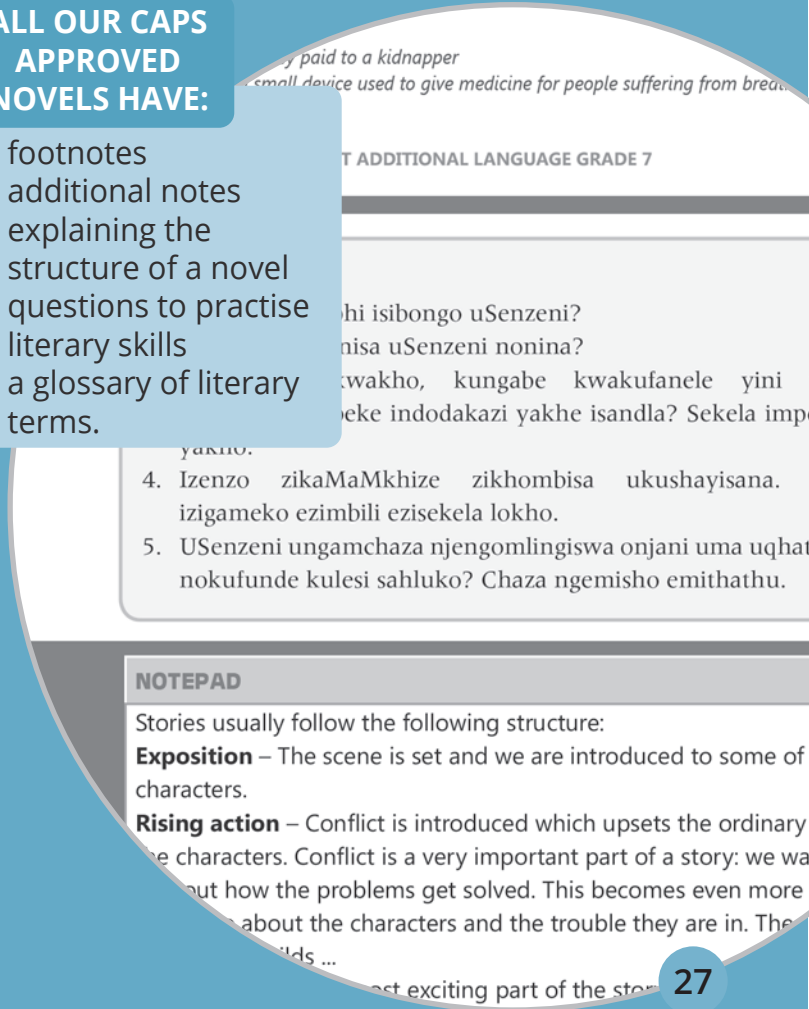 ALL OUR CAPS
APPROVED
NOVELS HAVE:
footnotes
additional notes
explaining the
structure of a novel
questions to practise
literary skills
a glossary of literary
terms.
paid to a kidnapper
small device used to give medicine for people suffering from
ADDITIONAL LANGUAGE GRADE 7
isibongo uSenzeni?
uSenzeni nonina?
kungabe kwakufanele yini
indodakazi yakhe isandla? Sekela
4. Izenzo zikaMaMkhize zikhombisa ukushayisana.
izigameko ezimbili ezisekela lokho.
5. USenzeni ungamchaza njengomlingiswa onjani uma
nokufunde kulesi sahluko? Chaza ngemisho emithathu.
NOTEPAD
Stories usually follow the following structure:
Exposition – The scene is set and we are introduced to some of
characters.
Rising action – Conflict is introduced which upsets the ordinary
characters. Conflict is a very important part of a story: we
how the problems get solved. This becomes even more
about the characters and the trouble they are in.
...
exciting part of the
27